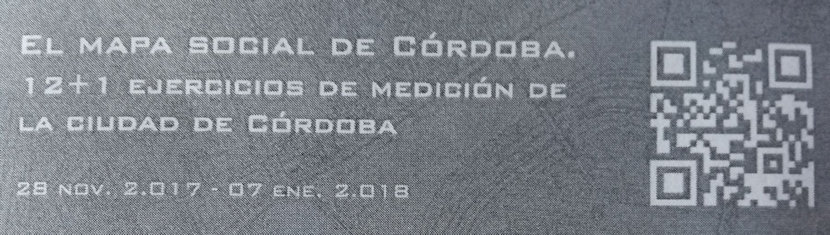 El mapa social de Córdoba.
12+1 ejercicios de medición de
la ciudad de Córdoba
28 nov. 2.017 - 07 ene. 2.018